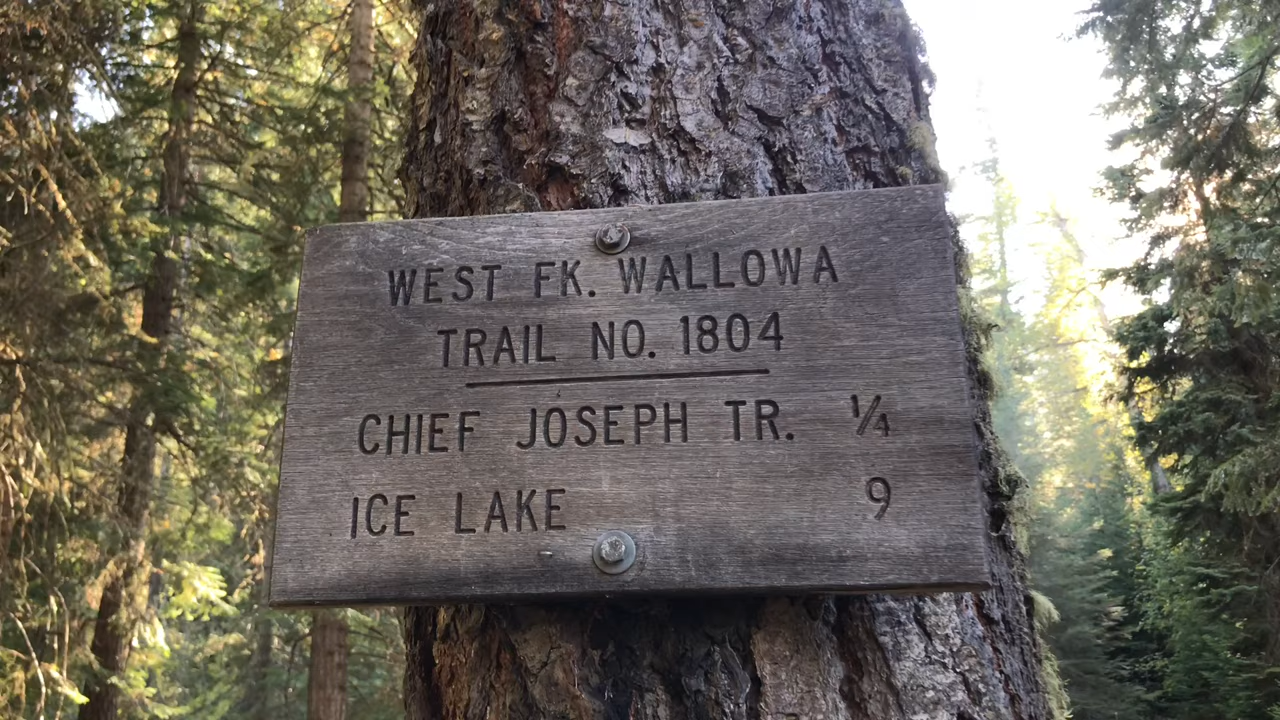 WEST FK. WALLOWA
TRAIL NO. 1804
CHIEF JOSEPH TR. ¼
ICE LAKE 9